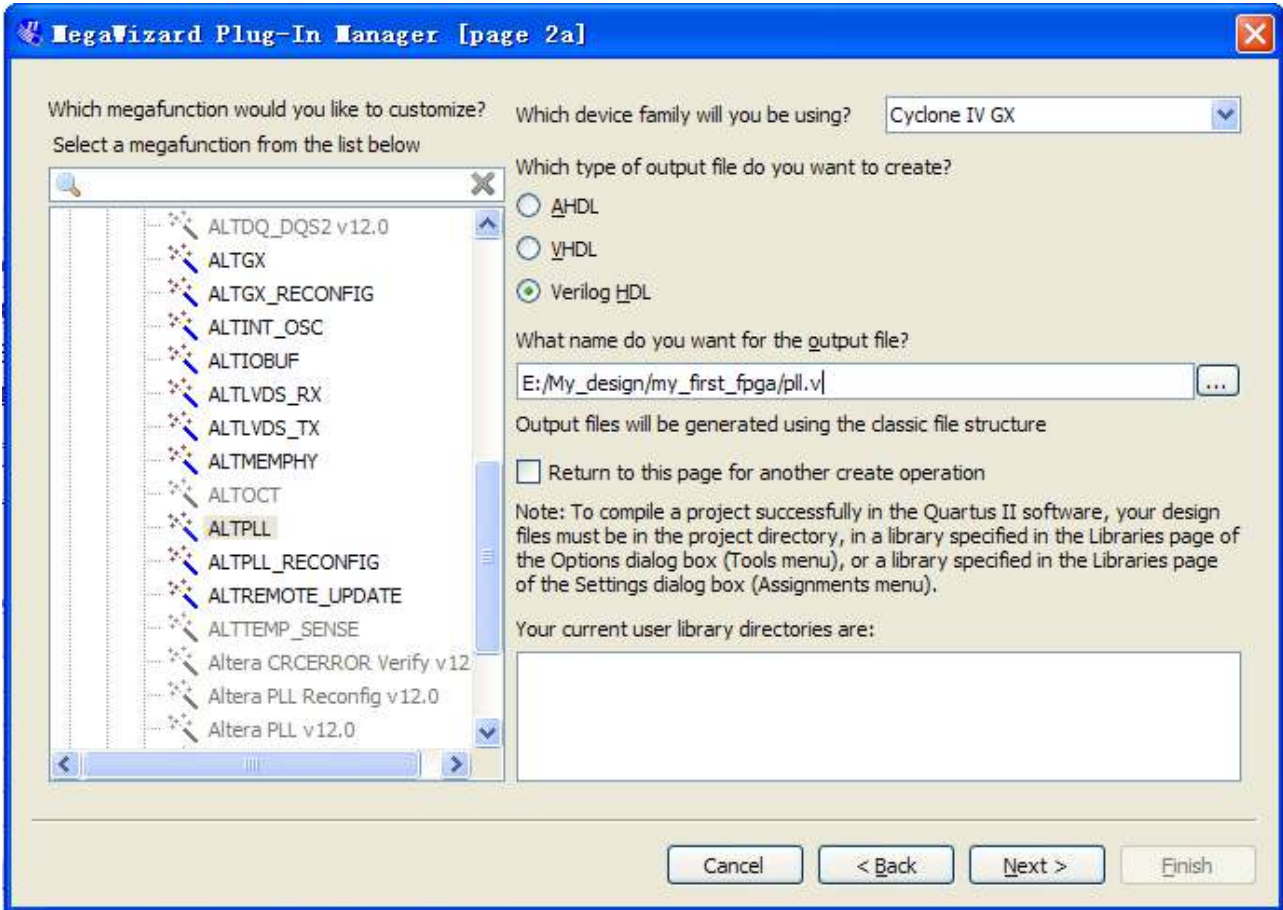 MegaWizard Plug-In Manager [page 2a]
Which megafunction would you like to customize?
Select a megafunction from the list below
ALTDQ_DQS2 v12.0
ALTGX
ALTGX_RECONFIG
ALTINT_OSC
ALTIOBUF
ALTLVDS_RX
ALTLVDS_TX
ALTMEMPHY
ALTOCT
ALTPLL
ALTPLL_RECONFIG
ALTREMOTE_UPDATE
ALTTEMP_SENSE
Altera CRCERROR Verify v12
Altera PLL Reconfig v12.0
Altera PLL v12.0
Which device family will you be using?
Cyclone IV GX
Which type of output file do you want to create?
AHDL
VHDL
Verilog HDL
What name do you want for the output file?
E:/My_design/my_first_fpga/pll.v
...
Output files will be generated using the classic file structure
Return to this page for another create operation
Note: To compile a project successfully in the Quartus II software, your design
files must be in the project directory, in a library specified in the Libraries page of
the Options dialog box (Tools menu), or a library specified in the Libraries page
of the Settings dialog box (Assignments menu).
Your current user library directories are:
Cancel
< Back
Next >
Finish